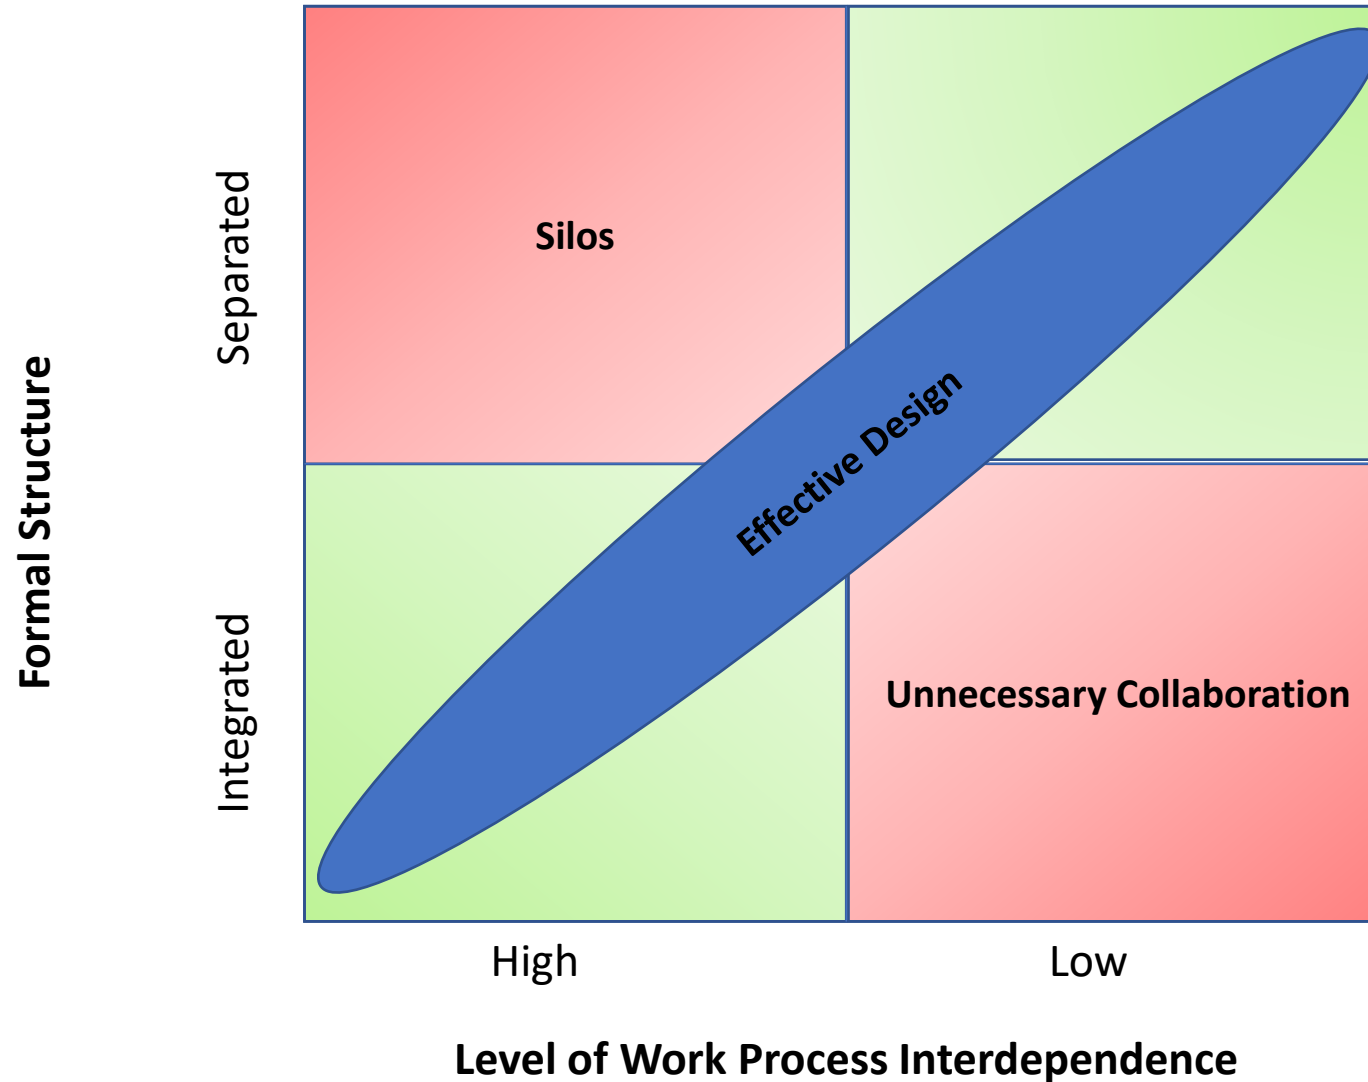 Formal Structure
Separated
Silos
Effective Design
Integrated
Unnecessary Collaboration
High
Low
Level of Work Process Interdependence